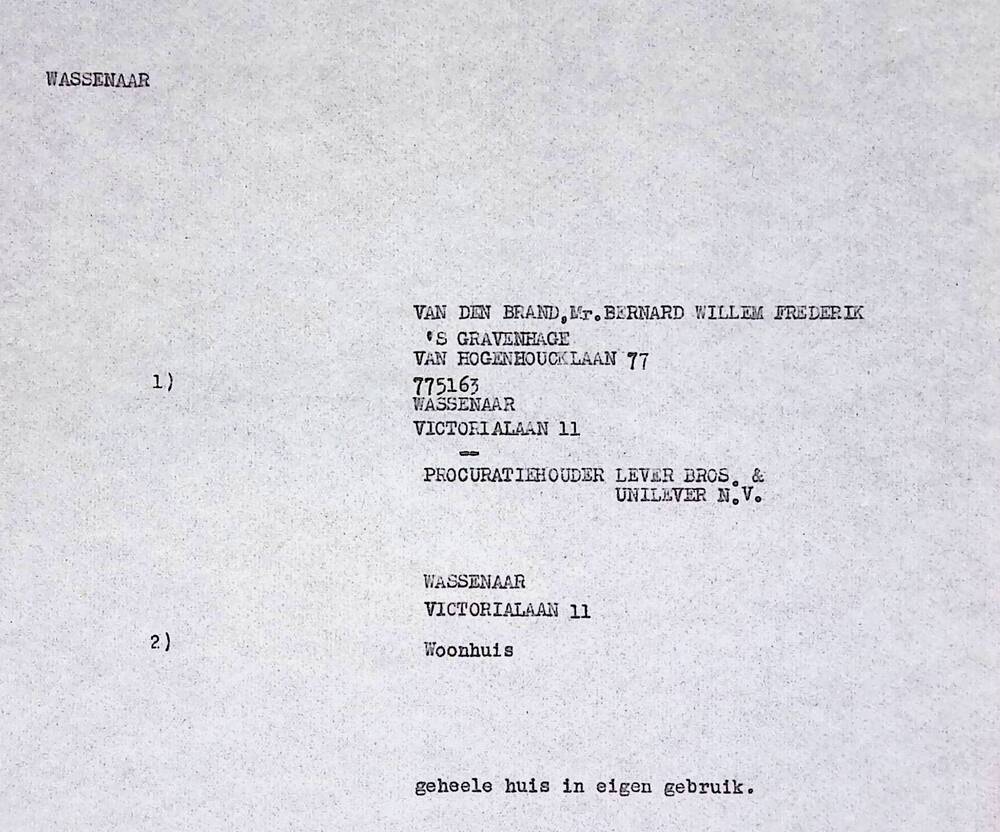 WASSENAAR
VAN DEN BRAND,Mr.BERNARD WILLEM FREDERIK
'S GRAVENHAGE
VAN HOGENHOUCKLAAN 77
1) 775163
WASSENAAR
VICTORIALAAN 11
--
PROCURATIEHOUDER LEVER BROS. &
UNILEVER N.V.
WASSENAAR
VICTORIALAAN 11
2) Woonhuis
geheele huis in eigen gebruik.